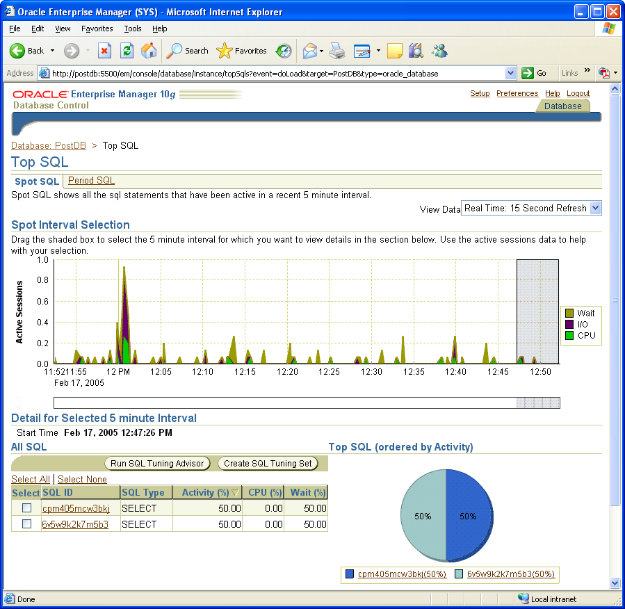 Oracle Enterprise Manager (SYS) - Microsoft Internet Explorer
File Edit View Favorites Tools Help
Back Search Favorites
Address http://postdb:5500/em/console/database/instance/topSqls?event=doLoad&target=PostDB&type=oracle_database Go Links »
ORACLE Enterprise Manager 10g Setup Preferences Help Logout
Database Control Database
Database: PostDB > Top SQL
Top SQL
Spot SQL Period SQL
Spot SQL shows all the sql statements that have been active in a recent 5 minute interval.
View Data Real Time: 15 Second Refresh
Spot Interval Selection
Drag the shaded box to select the 5 minute interval for which you want to view details in the section below. Use the active sessions data to help
with your selection.
Active Sessions
1.0
0.8
0.6
0.4
0.2
0.0
Wait
I/O
CPU
11:52 11:55 12 PM 12:05 12:10 12:15 12:20 12:25 12:30 12:35 12:40 12:45 12:50
Feb 17, 2005
Detail for Selected 5 minute Interval
Start Time Feb 17, 2005 12:47:26 PM
All SQL Top SQL (ordered by Activity)
Run SQL Tuning Advisor Create SQL Tuning Set
Select All | Select None
Select SQL ID SQL Type Activity (%) CPU (%) Wait (%)
cpm405mcw3bkj SELECT 50.00 0.00 50.00
6v5w9k2k7m5b3 SELECT 50.00 0.00 50.00
50% 50%
cpm405mcw3bkj(50%) 6v5w9k2k7m5b3(50%)
Done Local intranet